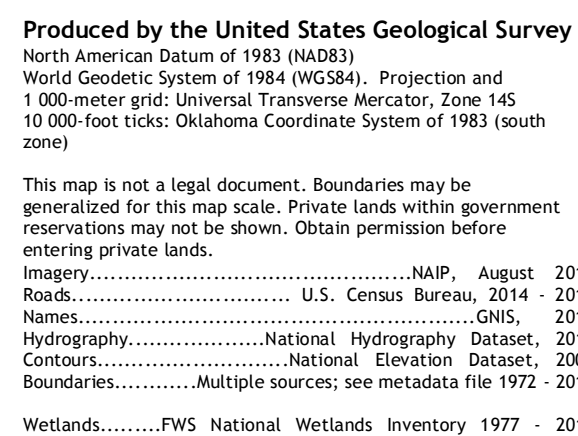 Produced by the United States Geological Survey
North American Datum of 1983 (NAD83)
World Geodetic System of 1984 (WGS84). Projection and
1 000-meter grid: Universal Transverse Mercator, Zone 14S
10 000-foot ticks: Oklahoma Coordinate System of 1983 (south
zone)
This map is not a legal document. Boundaries may be
generalized for this map scale. Private lands within government
reservations may not be shown. Obtain permission before
entering private lands.
Imagery...............................................NAIP, August
Roads................................ U.S. Census Bureau, 2014 -
Names..........................................................GNIS,
Hydrography....................National Hydrography Dataset,
Contours............................National Elevation Dataset,
Boundaries............Multiple sources; see metadata file 1972 -
Wetlands.........FWS National Wetlands Inventory 1977 -